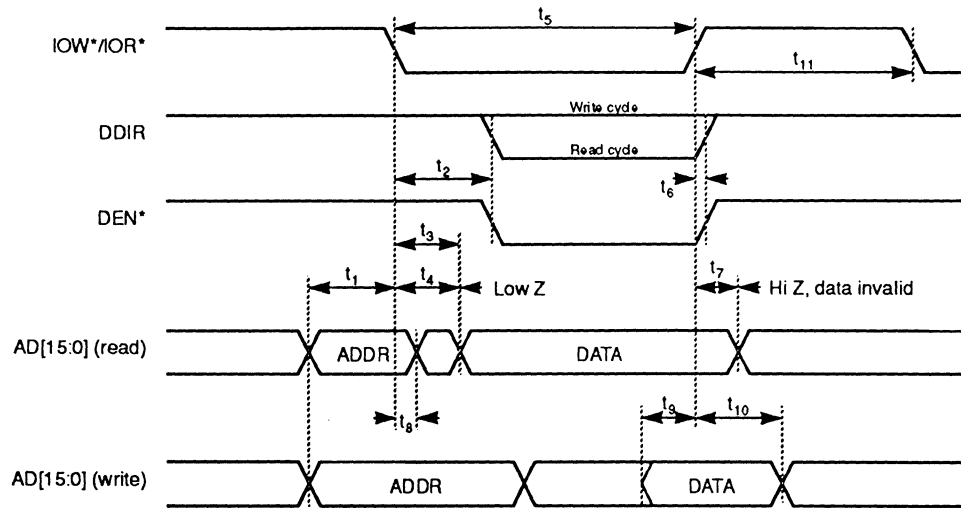 t5
IOW*/IOR*
t11
Write cycle
DDIR
Read cycle
t2
t6
DEN*
t3
t1
t4
Low Z
t7
Hi Z, data invalid
AD[15:0] (read)
ADDR
DATA
t8
t9
t10
AD[15:0] (write)
ADDR
DATA